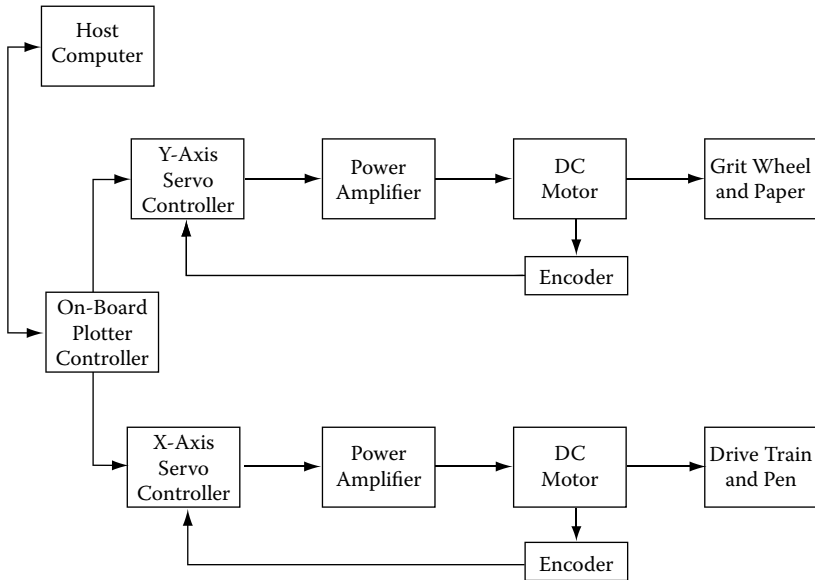 Host
Computer
Y-Axis
Servo
Controller
Power
Amplifier
DC
Motor
Grit Wheel
and Paper
Encoder
On-Board
Plotter
Controller
X-Axis
Servo
Controller
Power
Amplifier
DC
Motor
Drive Train
and Pen
Encoder